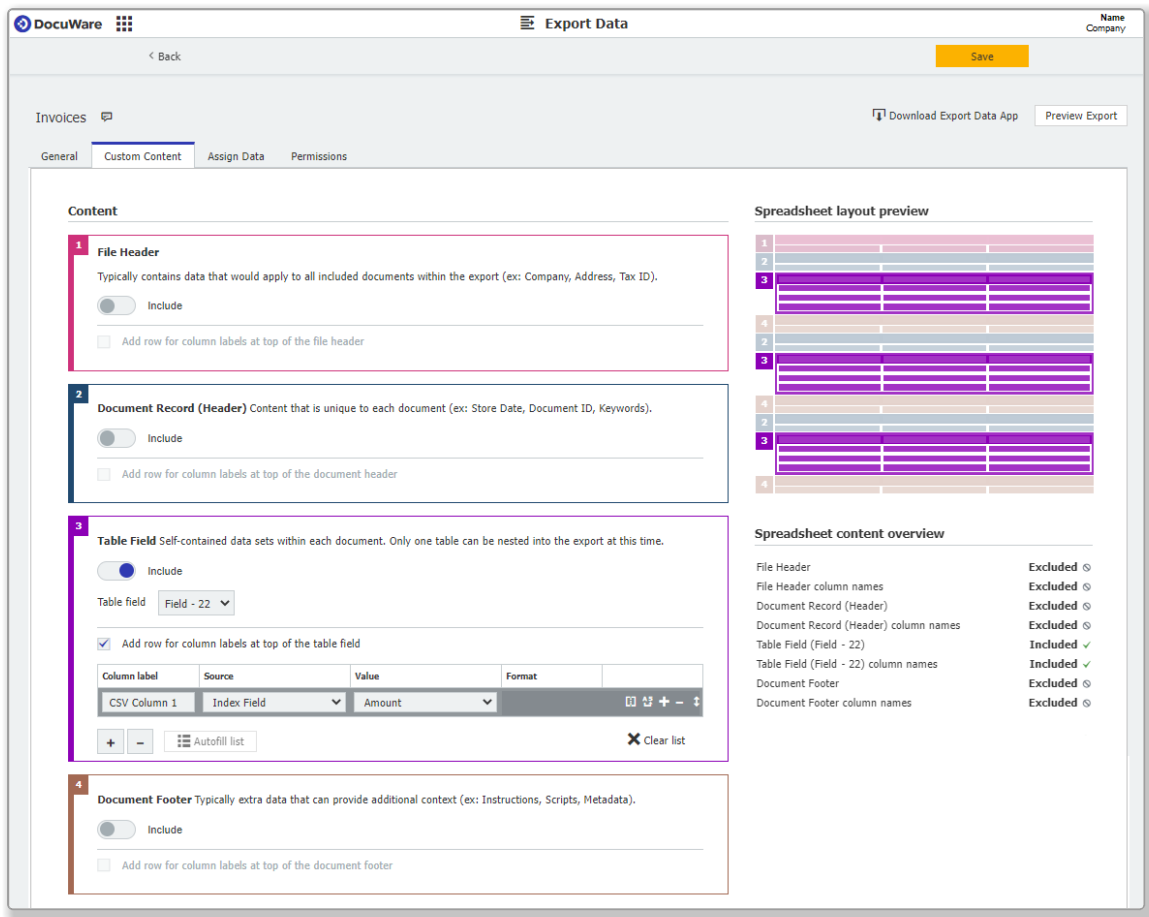 DocuWare
Export Data
Name
Company
< Back
Save
Invoices
Download Export Data App
Preview Export
General
Custom Content
Assign Data
Permissions
Content
1
File Header
Typically contains data that would apply to all included documents within the export (ex: Company, Address, Tax ID).
Include
Add row for column labels at top of the file header
2
Document Record (Header) Content that is unique to each document (ex: Store Date, Document ID, Keywords).
Include
Add row for column labels at top of the document header
3
Table Field Self-contained data sets within each document. Only one table can be nested into the export at this time.
Include
Table field Field - 22
Add row for column labels at top of the table field
Column label Source Value Format
CSV Column 1 Index Field Amount
+ − Autofill list
Clear list
4
Document Footer Typically extra data that can provide additional context (ex: Instructions, Scripts, Metadata).
Include
Add row for column labels at top of the document footer
Spreadsheet layout preview
1
2
3
4
2
3
4
2
3
4
Spreadsheet content overview
File Header Excluded
File Header column names Excluded
Document Record (Header) Excluded
Document Record (Header) column names Excluded
Table Field (Field - 22) Included
Table Field (Field - 22) column names Included
Document Footer Excluded
Document Footer column names Excluded